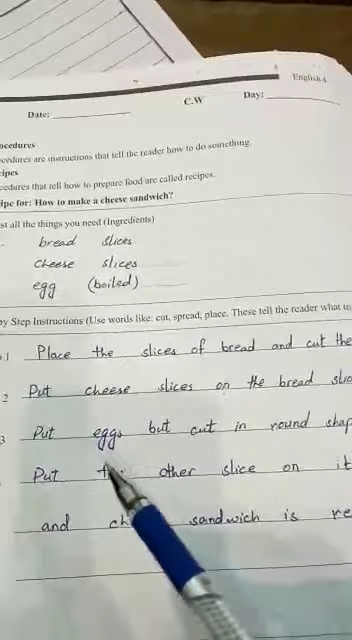 English 4
C.W
Day:
Date:
ocedures
ocedures are instructions that tell the reader how to do something.
ipes
cedures that tell how to prepare food are called recipes.
ipe for: How to make a cheese sandwich?
st all the things you need (Ingredients)
bread slices
cheese slices
egg (boiled)
by Step Instructions (Use words like: cut, spread, place. These tell the reader what to
1 Place the slices of bread and cut the
2 Put cheese slices on the bread slic
3 Put eggs but cut in round shap
Put other slice on it
and ch sandwich is re